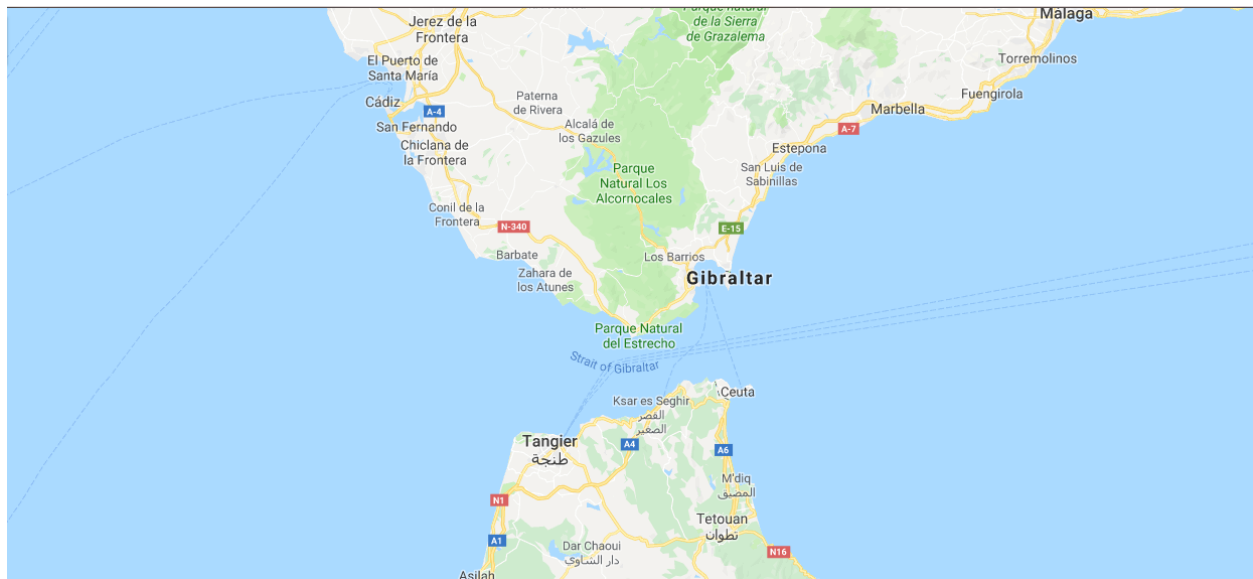 Parque natural
de la Sierra
de Grazalema
Málaga
Jerez de la
Frontera
Torremolinos
El Puerto de
Santa María
Fuengirola
Paterna
de Rivera
Cádiz
A-4
Marbella
San Fernando
Alcalá de
los Gazules
A-7
Chiclana de
la Frontera
Estepona
San Luis de
Sabinillas
Parque
Natural Los
Alcornocales
Conil de la
Frontera
N-340
E-15
Barbate
Los Barrios
Zahara de
los Atunes
Gibraltar
Parque Natural
del Estrecho
Strait of Gibraltar
Ceuta
Ksar es Seghir
القصر
الصغير
Tangier
طنجة
A4
A6
M'diq
المضيق
N1
Tetouan
تطوان
A1
Dar Chaoui
دار الشاوي
N16
Asilah